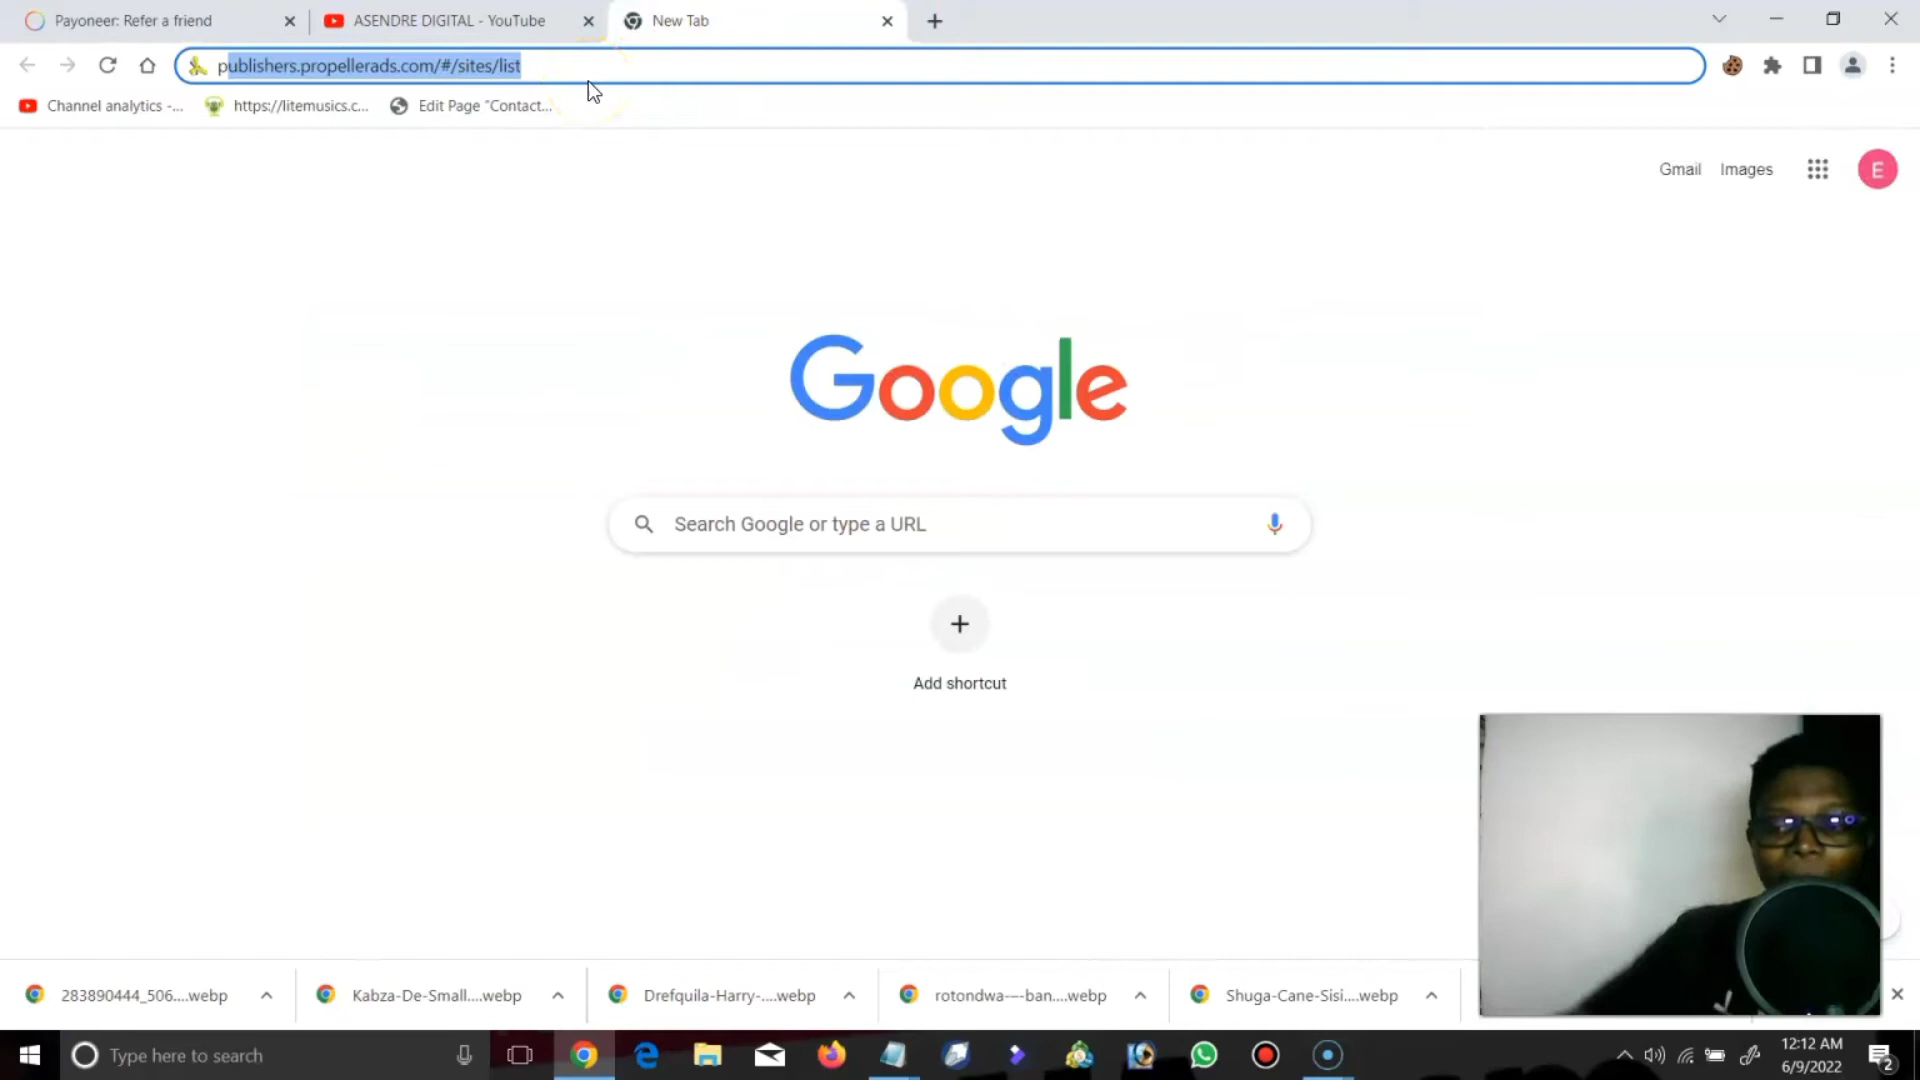 Payoneer: Refer a friend
ASENDRE DIGITAL - YouTube
New Tab
publishers.propellerads.com/#/sites/list
Channel analytics -...
https://litemusics.c...
Edit Page "Contact...
Gmail
Images
E
Google
Search Google or type a URL
Add shortcut
283890444_506....webp
Kabza-De-Small....webp
Drefquila-Harry-....webp
rotondwa-–-ban....webp
Shuga-Cane-Sisi....webp
Type here to search
12:12 AM
6/9/2022
2